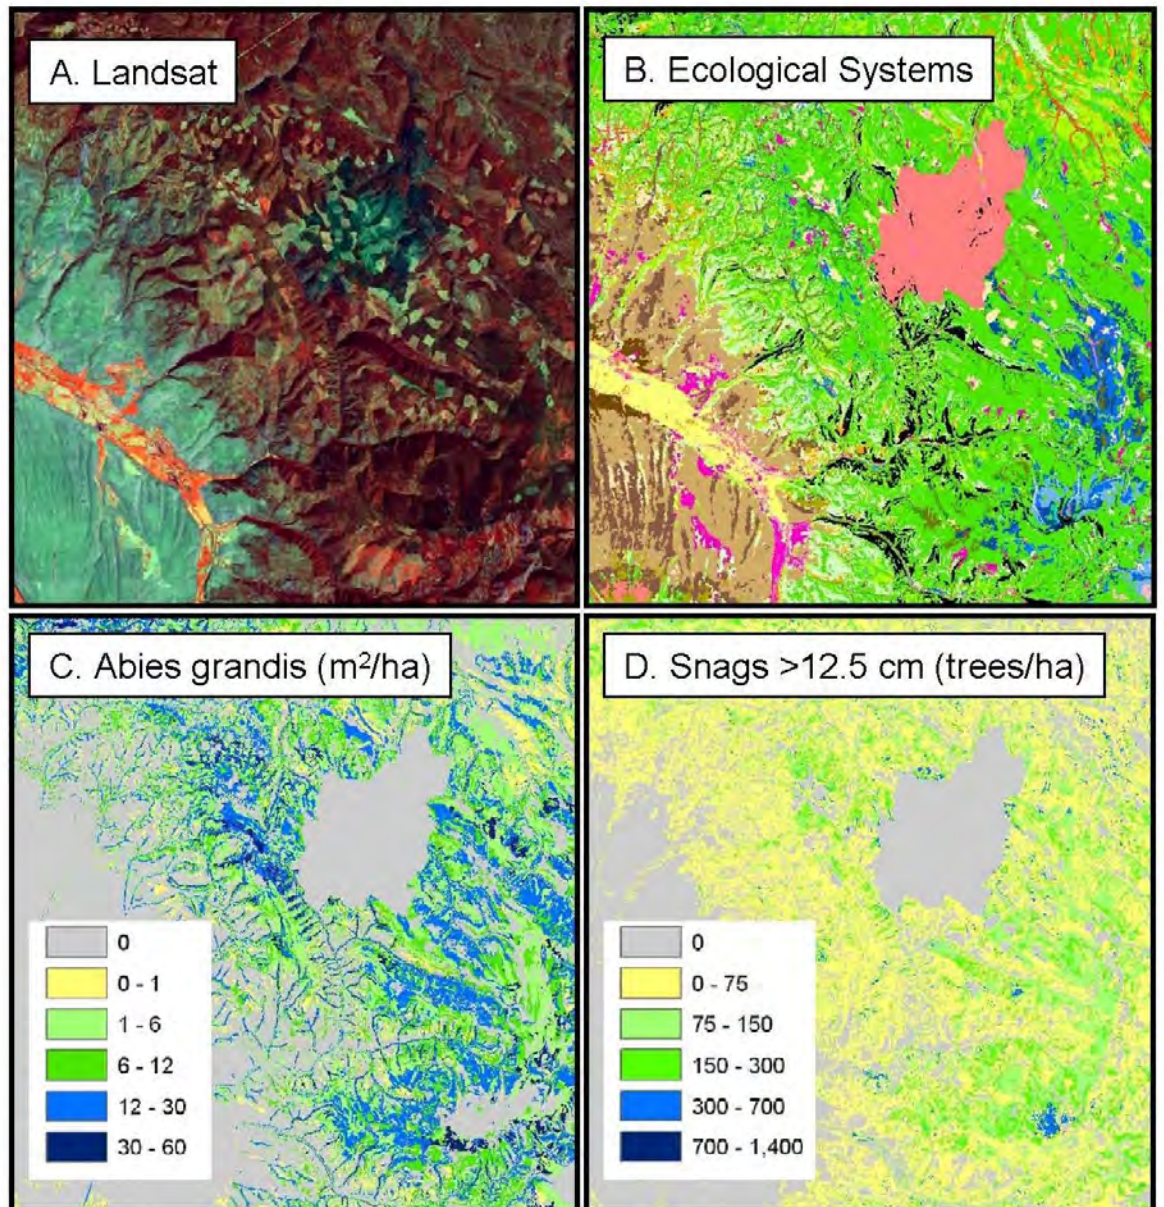 A. Landsat
B. Ecological Systems
C. Abies grandis (m²/ha)
0
0 - 1
1 - 6
6 - 12
12 - 30
30 - 60
D. Snags >12.5 cm (trees/ha)
0
0 - 75
75 - 150
150 - 300
300 - 700
700 - 1,400